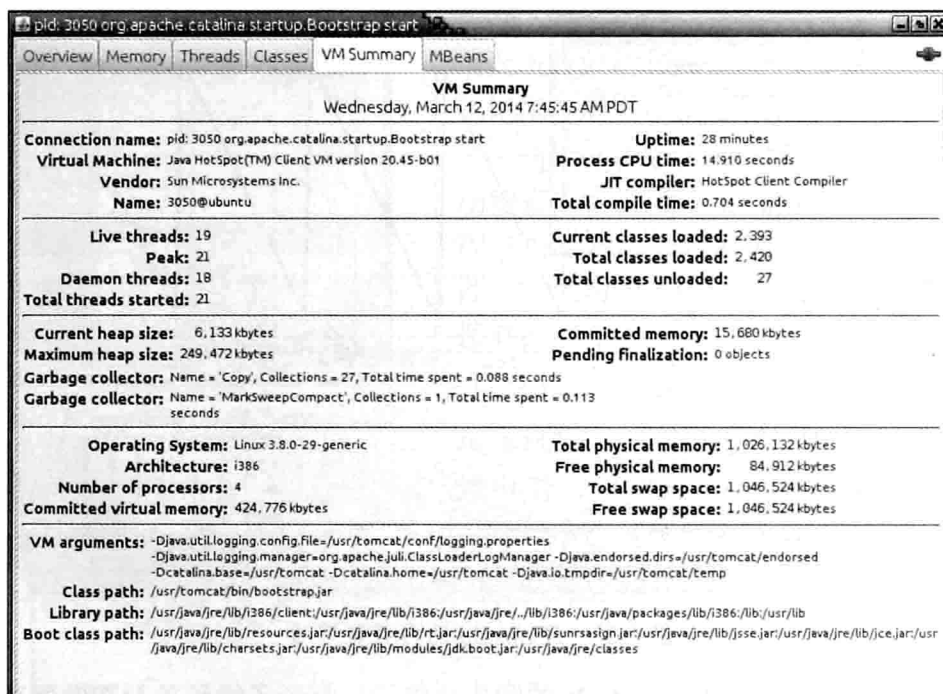 pid: 3050 org.apache.catalina.startup.Bootstrap start
Overview Memory Threads Classes VM Summary MBeans
VM Summary
Wednesday, March 12, 2014 7:45:45 AM PDT
Connection name: pid: 3050 org.apache.catalina.startup.Bootstrap start
Uptime: 28 minutes
Virtual Machine: Java HotSpot(TM) Client VM version 20.45-b01
Process CPU time: 14.910 seconds
Vendor: Sun Microsystems Inc.
JIT compiler: HotSpot Client Compiler
Name: 3050@ubuntu
Total compile time: 0.704 seconds
Live threads: 19
Current classes loaded: 2,393
Peak: 21
Total classes loaded: 2,420
Daemon threads: 18
Total classes unloaded: 27
Total threads started: 21
Current heap size: 6,133 kbytes
Committed memory: 15,680 kbytes
Maximum heap size: 249,472 kbytes
Pending finalization: 0 objects
Garbage collector: Name = 'Copy', Collections = 27, Total time spent = 0.088 seconds
Garbage collector: Name = 'MarkSweepCompact', Collections = 1, Total time spent = 0.113
seconds
Operating System: Linux 3.8.0-29-generic
Total physical memory: 1,026,132 kbytes
Architecture: i386
Free physical memory: 84,912 kbytes
Number of processors: 4
Total swap space: 1,046,524 kbytes
Committed virtual memory: 424,776 kbytes
Free swap space: 1,046,524 kbytes
VM arguments: -Djava.util.logging.config.file=/usr/tomcat/conf/logging.properties
-Djava.util.logging.manager=org.apache.juli.ClassLoaderLogManager -Djava.endorsed.dirs=/usr/tomcat/endorsed
-Dcatalina.base=/usr/tomcat -Dcatalina.home=/usr/tomcat -Djava.io.tmpdir=/usr/tomcat/temp
Class path: /usr/tomcat/bin/bootstrap.jar
Library path: /usr/java/jre/lib/i386/client:/usr/java/jre/lib/i386:/usr/java/jre/../lib/i386:/usr/java/packages/lib/i386:/lib:/usr/lib
Boot class path: /usr/java/jre/lib/resources.jar:/usr/java/jre/lib/rt.jar:/usr/java/jre/lib/sunrsasign.jar:/usr/java/jre/lib/jsse.jar:/usr/java/jre/lib/jce.jar:/usr
/java/jre/lib/charsets.jar:/usr/java/jre/lib/modules/jdk.boot.jar:/usr/java/jre/classes